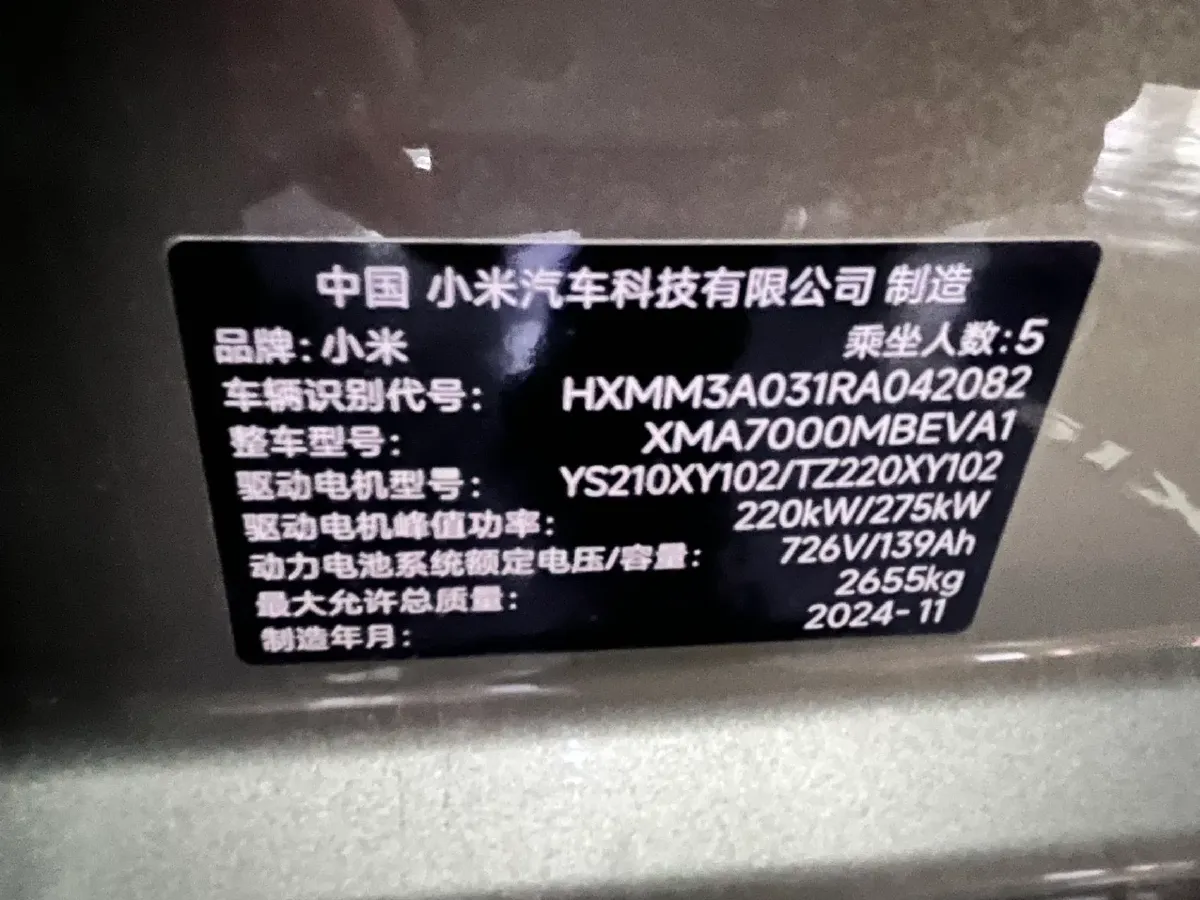 中国 小米汽车科技有限公司 制造
品牌:小米 乘坐人数:5
车辆识别代号: HXMM3A031RA042082
整车型号: XMA7000MBEVA1
驱动电机型号: YS210XY102/TZ220XY102
驱动电机峰值功率: 220kW/275kW
动力电池系统额定电压/容量: 726V/139Ah
最大允许总质量: 2655kg
制造年月: 2024-11